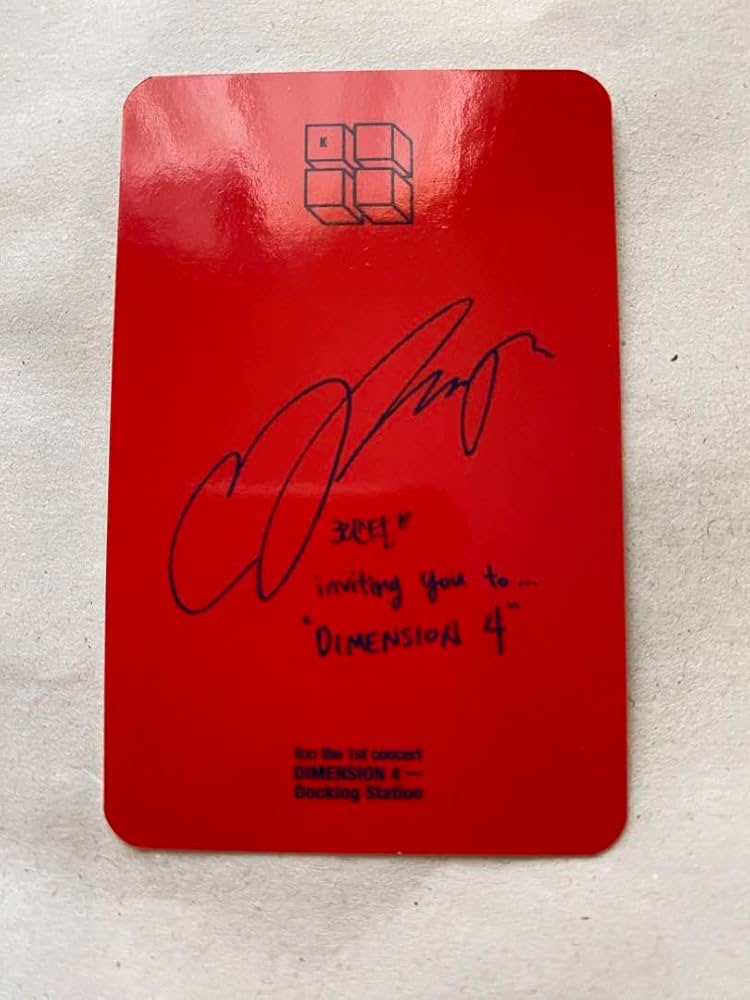 K
inviting you to...
"DIMENSION 4"
f(x) the 1st concert
DIMENSION 4 —
Docking Station